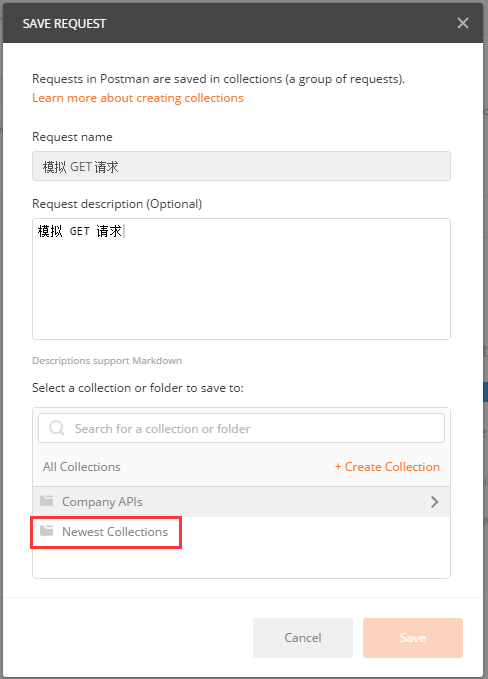 SAVE REQUEST
Requests in Postman are saved in collections (a group of requests).
Learn more about creating collections
Request name
模拟 GET 请求
Request description (Optional)
模拟 GET 请求
Descriptions support Markdown
Select a collection or folder to save to:
Search for a collection or folder
All Collections + Create Collection
Company APIs
Newest Collections
Cancel Save